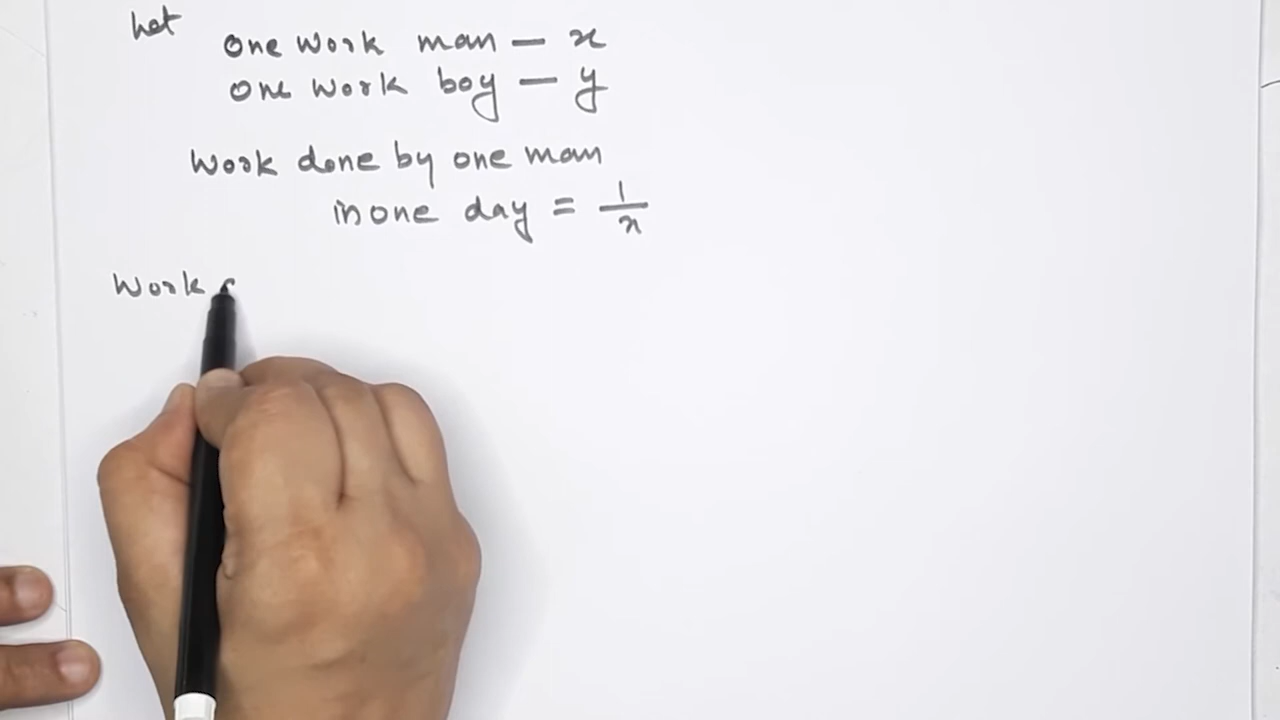 Let
One work man — x
One work boy — y
Work done by one man
in one day = 1/x
Work